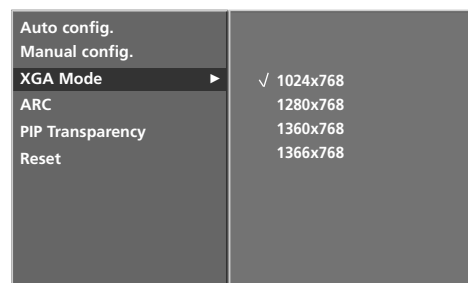 Auto config.
Manual config.
XGA Mode ►
ARC
PIP Transparency
Reset
√ 1024x768
1280x768
1360x768
1366x768